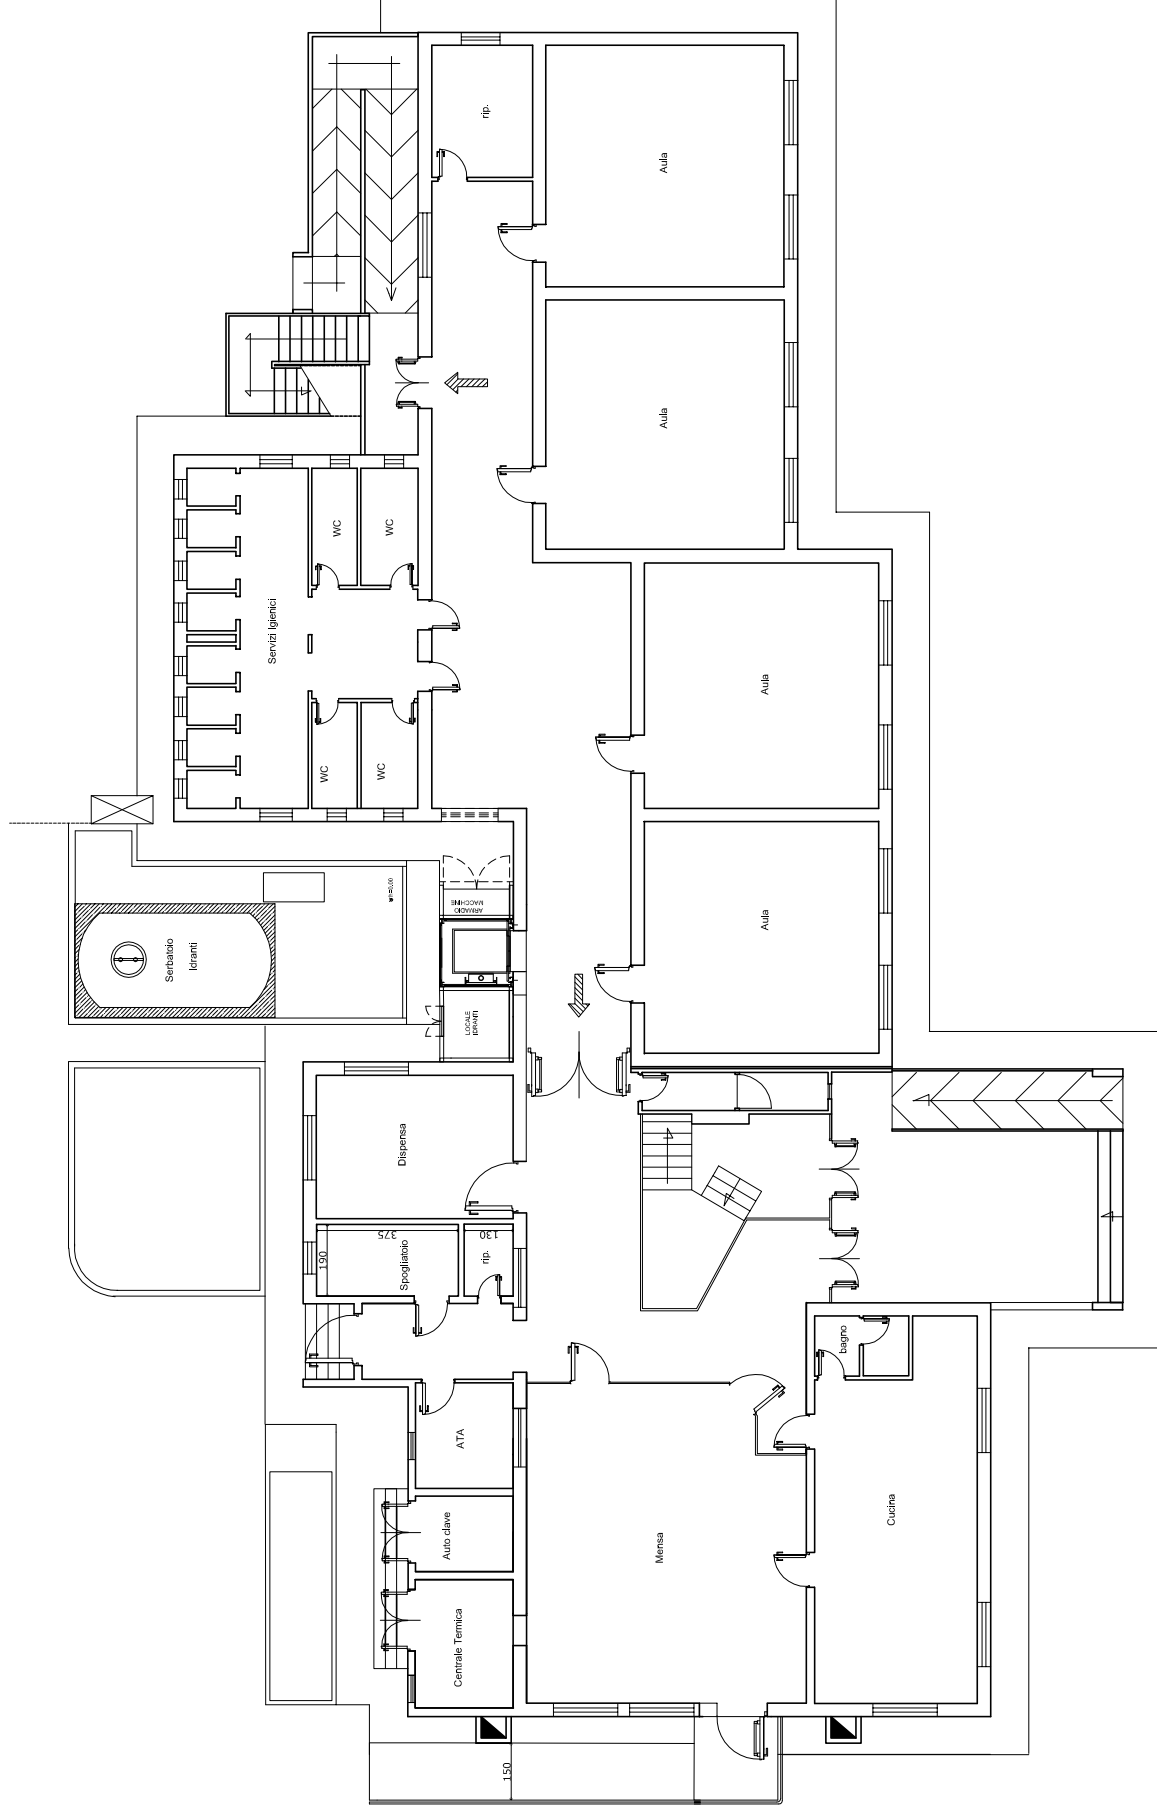 rip.
Aula
Aula
WC
WC
Servizi Igienici
WC
WC
Aula
Aula
ARMADIO
MACCHINE
Serbatoio
Idranti
LOCALE
IDRANTI
Dispensa
375
130
190
Spogliatoio
rip.
bagno
ATA
Auto clave
Cucina
Mensa
Centrale Termica
150